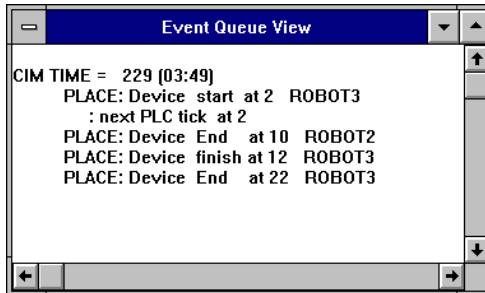 Event Queue View
CIM TIME = 229 (03:49)
PLACE: Device start at 2 ROBOT3
: next PLC tick at 2
PLACE: Device End at 10 ROBOT2
PLACE: Device finish at 12 ROBOT3
PLACE: Device End at 22 ROBOT3